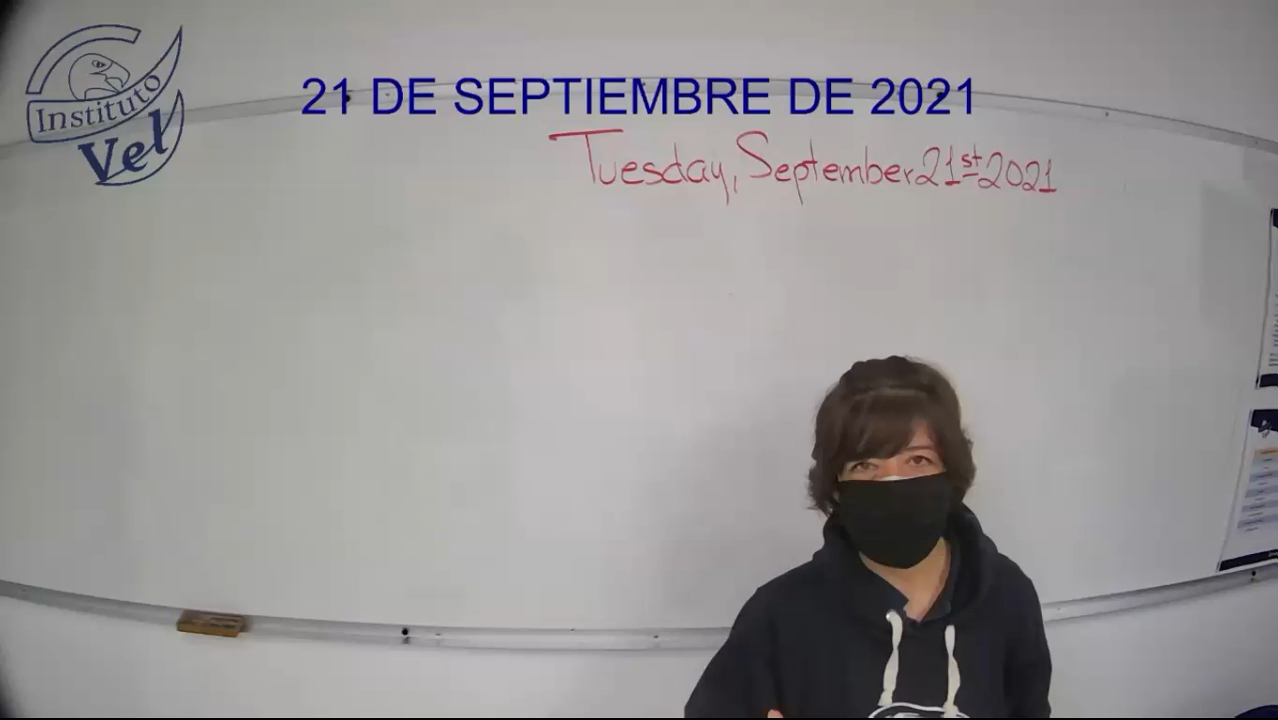 Instituto
Vel
21 DE SEPTIEMBRE DE 2021
Tuesday, September 21st 2021